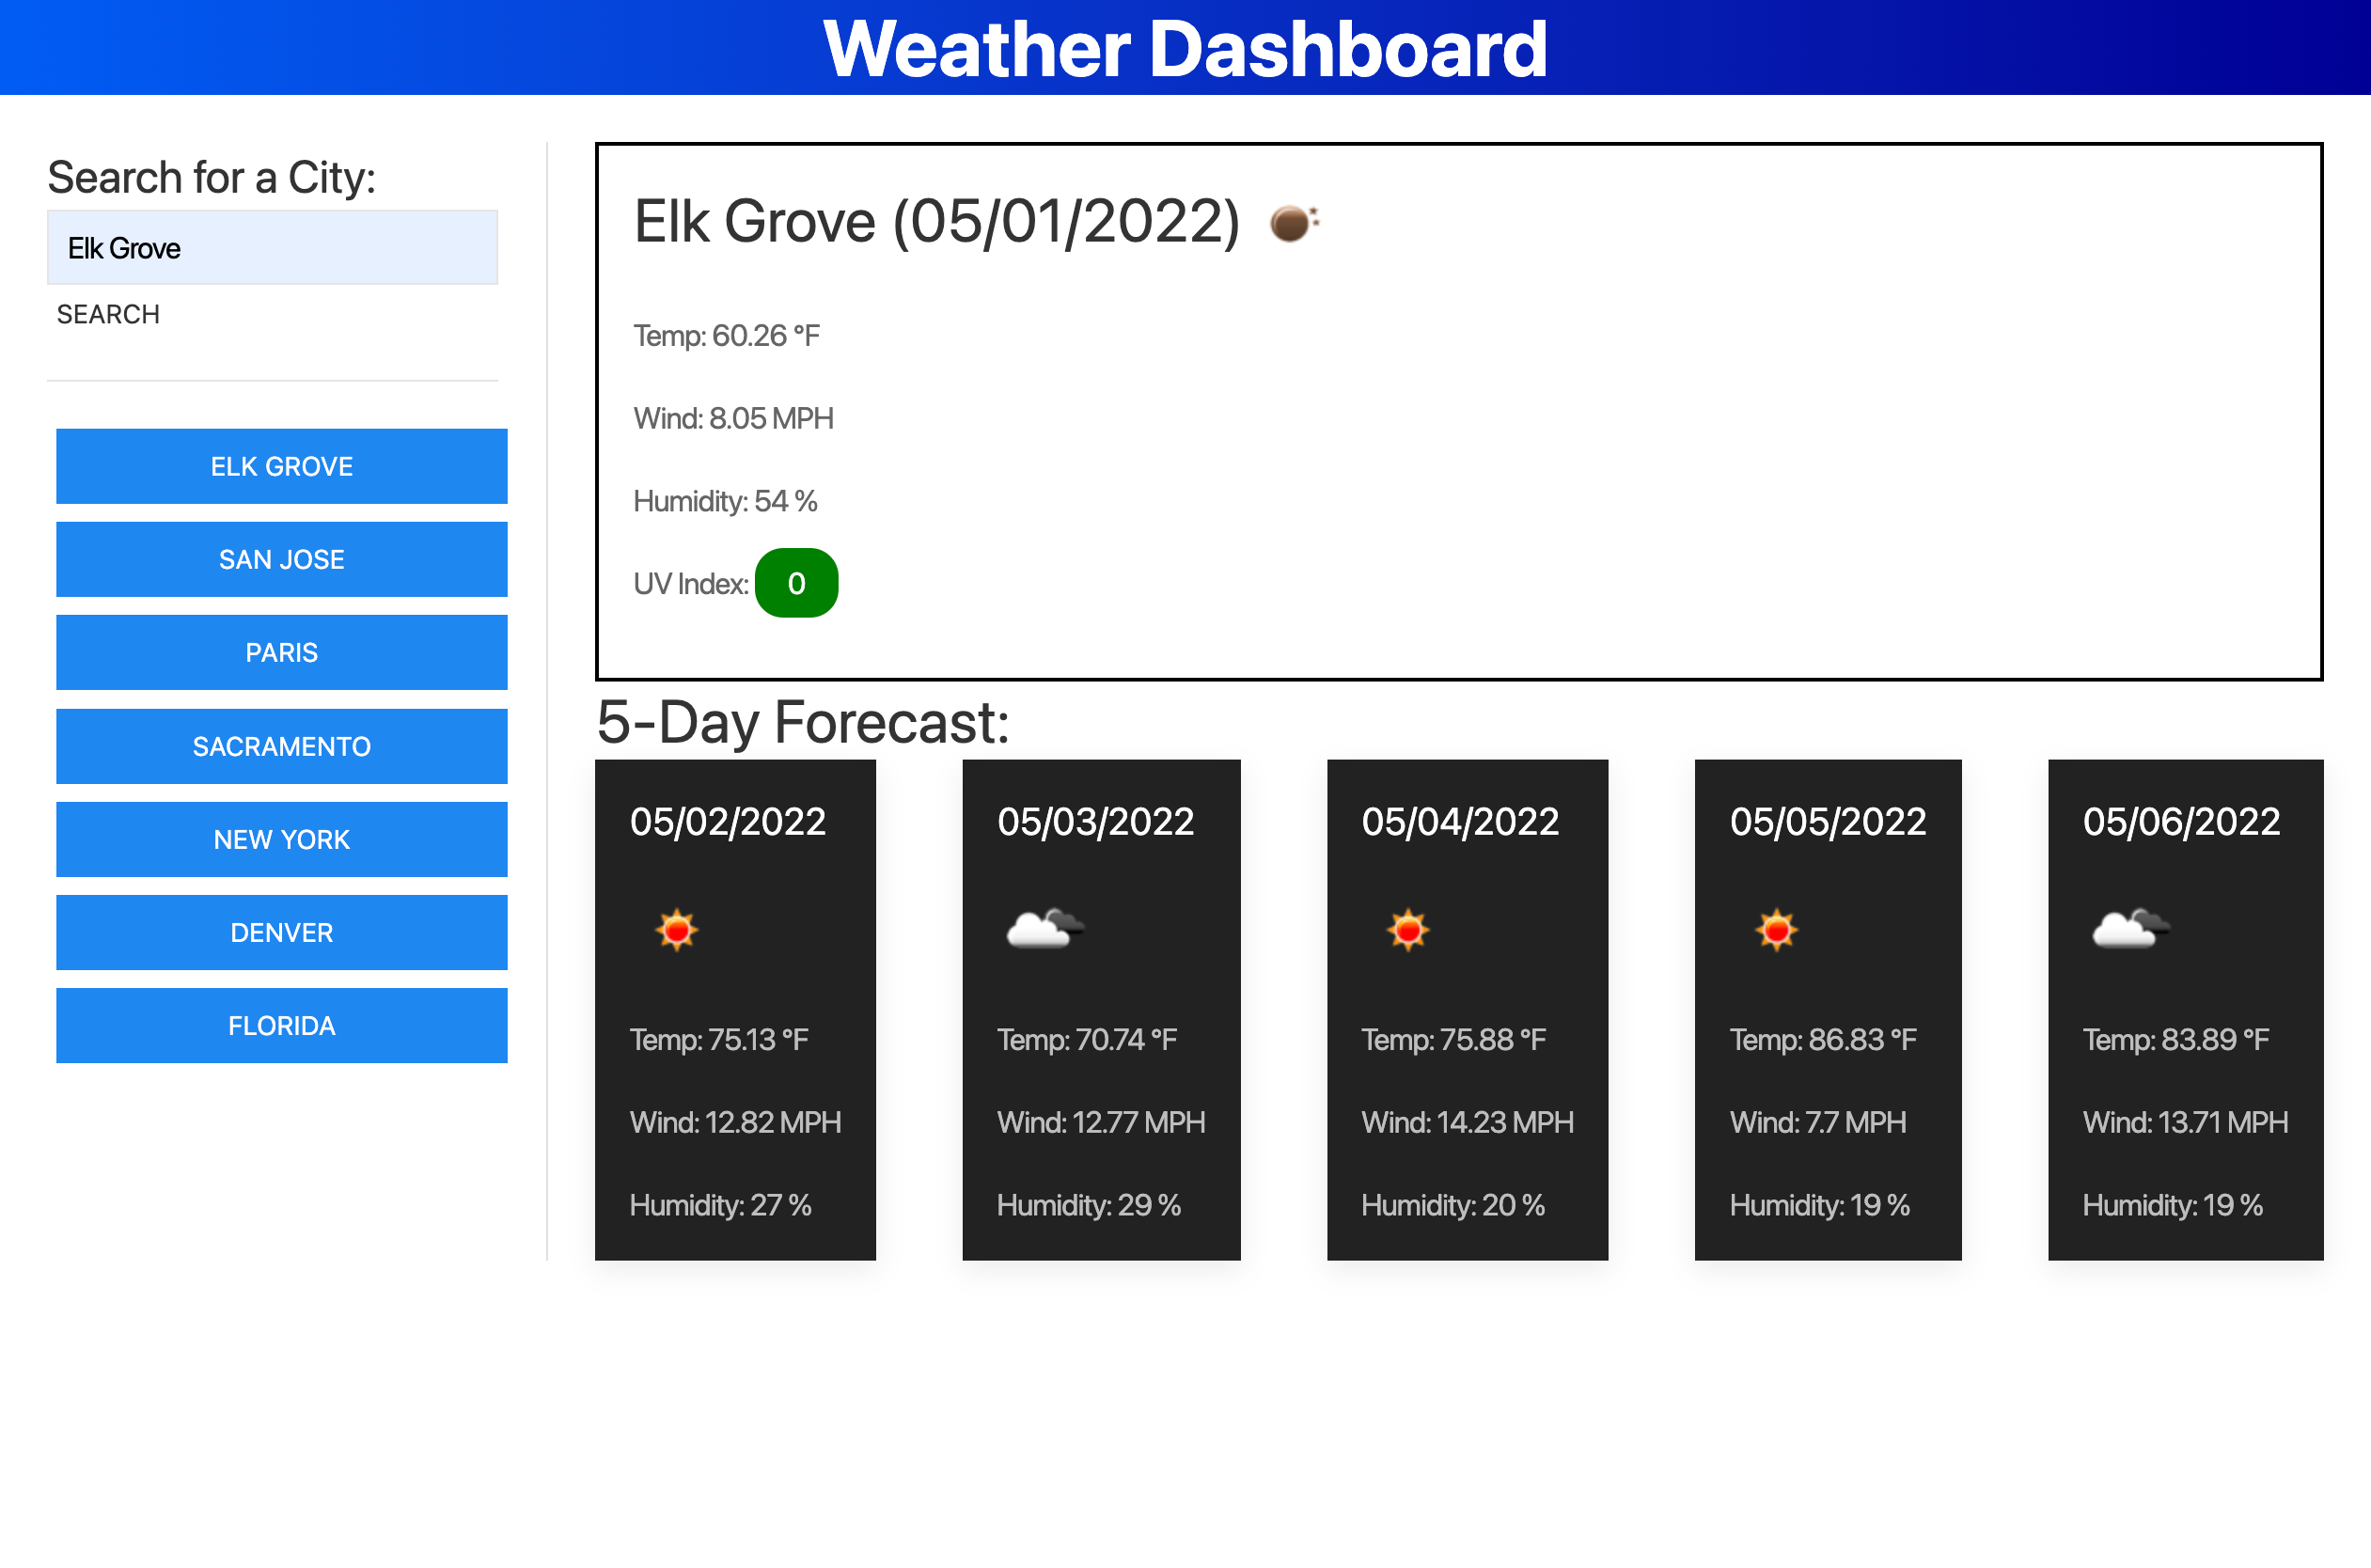 Weather Dashboard
Search for a City:
Elk Grove
SEARCH
ELK GROVE
SAN JOSE
PARIS
SACRAMENTO
NEW YORK
DENVER
FLORIDA
Elk Grove (05/01/2022)
Temp: 60.26 °F
Wind: 8.05 MPH
Humidity: 54 %
UV Index: 0
5-Day Forecast:
05/02/2022
Temp: 75.13 °F
Wind: 12.82 MPH
Humidity: 27 %
05/03/2022
Temp: 70.74 °F
Wind: 12.77 MPH
Humidity: 29 %
05/04/2022
Temp: 75.88 °F
Wind: 14.23 MPH
Humidity: 20 %
05/05/2022
Temp: 86.83 °F
Wind: 7.7 MPH
Humidity: 19 %
05/06/2022
Temp: 83.89 °F
Wind: 13.71 MPH
Humidity: 19 %